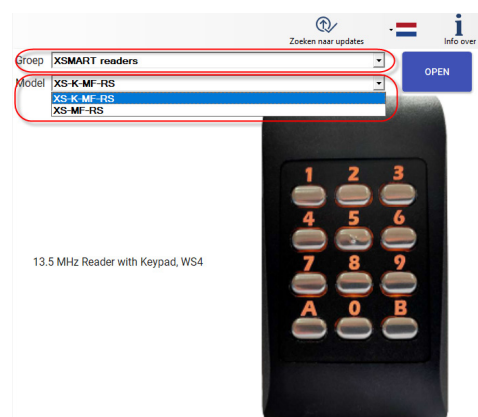 Zoeken naar updates
Info over
Groep XSMART readers
OPEN
Model XS-K-MF-RS
XS-K-MF-RS
XS-MF-RS
13.5 MHz Reader with Keypad, WS4
1 2 3
4 5 6
7 8 9
A 0 B